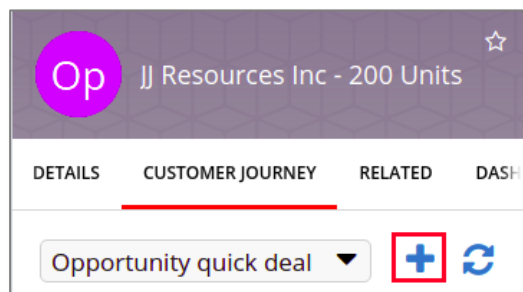 Op
JJ Resources Inc - 200 Units
DETAILS CUSTOMER JOURNEY RELATED DASH
Opportunity quick deal